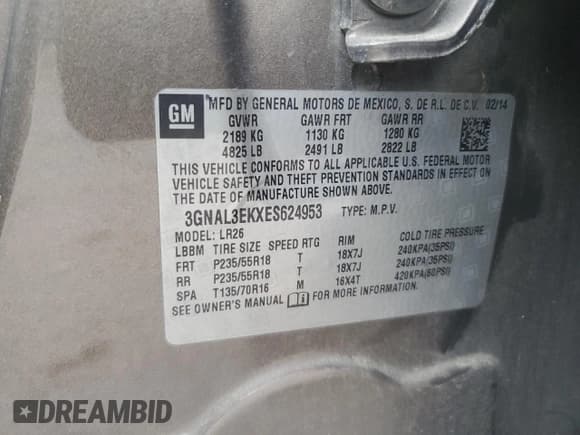 GM
MFD BY GENERAL MOTORS DE MEXICO, S. DE R.L. DE C.V. 02/14
GVWR GAWR FRT GAWR RR
2189 KG 1130 KG 1280 KG
4825 LB 2491 LB 2822 LB
THIS VEHICLE CONFORMS TO ALL APPLICABLE U.S. FEDERAL MOTOR
VEHICLE SAFETY AND THEFT PREVENTION STANDARDS IN EFFECT ON
THE DATE OF MANUFACTURE SHOWN ABOVE.
3GNAL3EKXES624953 TYPE: M.P.V.
MODEL: LR26
LBBM TIRE SIZE SPEED RTG RIM COLD TIRE PRESSURE
FRT P235/55R18 T 18X7J 240KPA(35PSI)
RR P235/55R18 T 18X7J 240KPA(35PSI)
SPA T135/70R16 M 16X4T 420KPA(60PSI)
SEE OWNER'S MANUAL FOR MORE INFORMATION.
DREAMBID